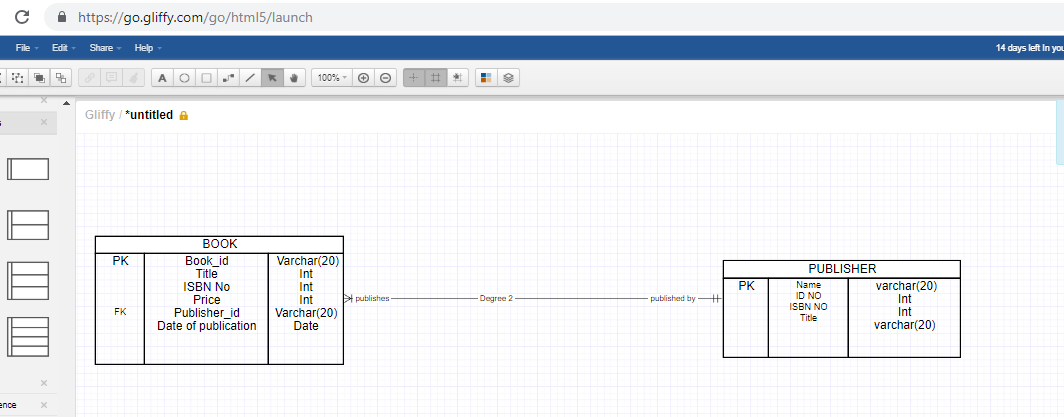 https://go.gliffy.com/go/html5/launch
File Edit Share Help 14 days left In you
A 100%
Gliffy / *untitled
BOOK
PK Book_id Varchar(20)
Title Int
ISBN No Int
Price Int
FK Publisher_id Varchar(20)
Date of publication Date
publishes Degree 2 published by
PUBLISHER
PK Name varchar(20)
ID NO Int
ISBN NO Int
Title varchar(20)
s
ence